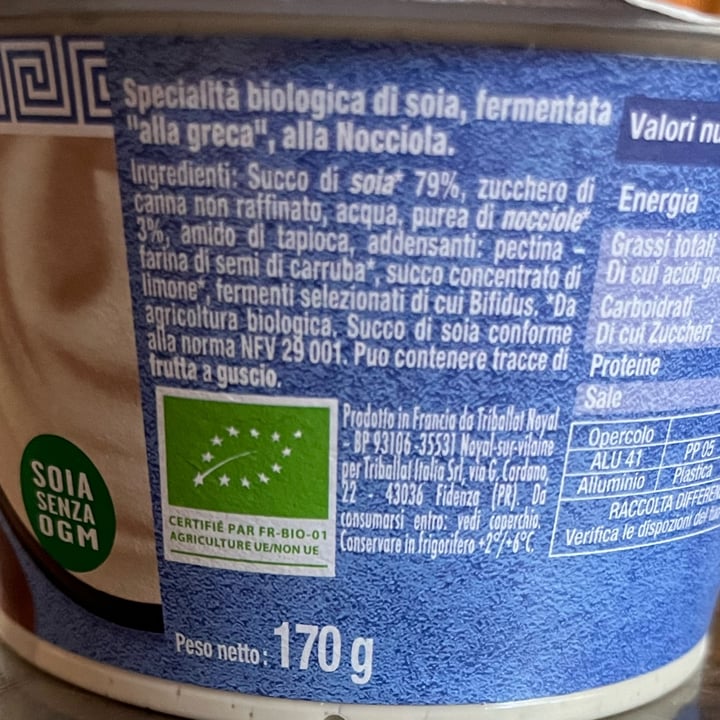 Specialità biologica di soia, fermentata
"alla greca", alla Nocciola.
Ingredienti: Succo di soia* 79%, zucchero di
canna non raffinato, acqua, purea di nocciole*
3%, amido di tapioca, addensanti: pectina -
farina di semi di carruba*, succo concentrato di
limone*, fermenti selezionati di cui Bifidus. *Da
agricoltura biologica. Succo di soia conforme
alla norma NFV 29 001. Può contenere tracce di
frutta a guscio.
SOIA
SENZA
OGM
CERTIFIÉ PAR FR-BIO-01
AGRICULTURE UE/NON UE
Prodotto in Francia da Triballat Noyal
- BP 93106 -35531 Noyal-sur-vilaine
per Triballat Italia Srl, via G. Cardano,
22 - 43036 Fidenza (PR). Da
consumarsi entro: vedi coperchio.
Conservare in frigorifero +2°/+6°C.
Peso netto: 170 g
Valori nu
Energia
Grassi totali
Di cui acidi gr
Carboidrati
Di cui Zuccheri
Proteine
Sale
Opercolo
ALU 41 PP 05
Alluminio Plastica
RACCOLTA DIFFERE
Verifica le dispozioni del